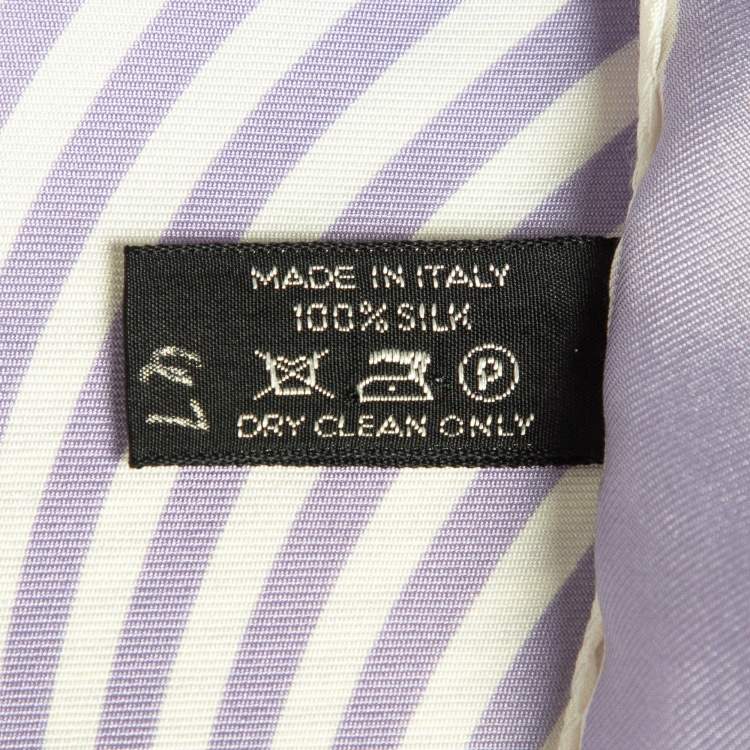 MADE IN ITALY
100% SILK
P
DRY CLEAN ONLY